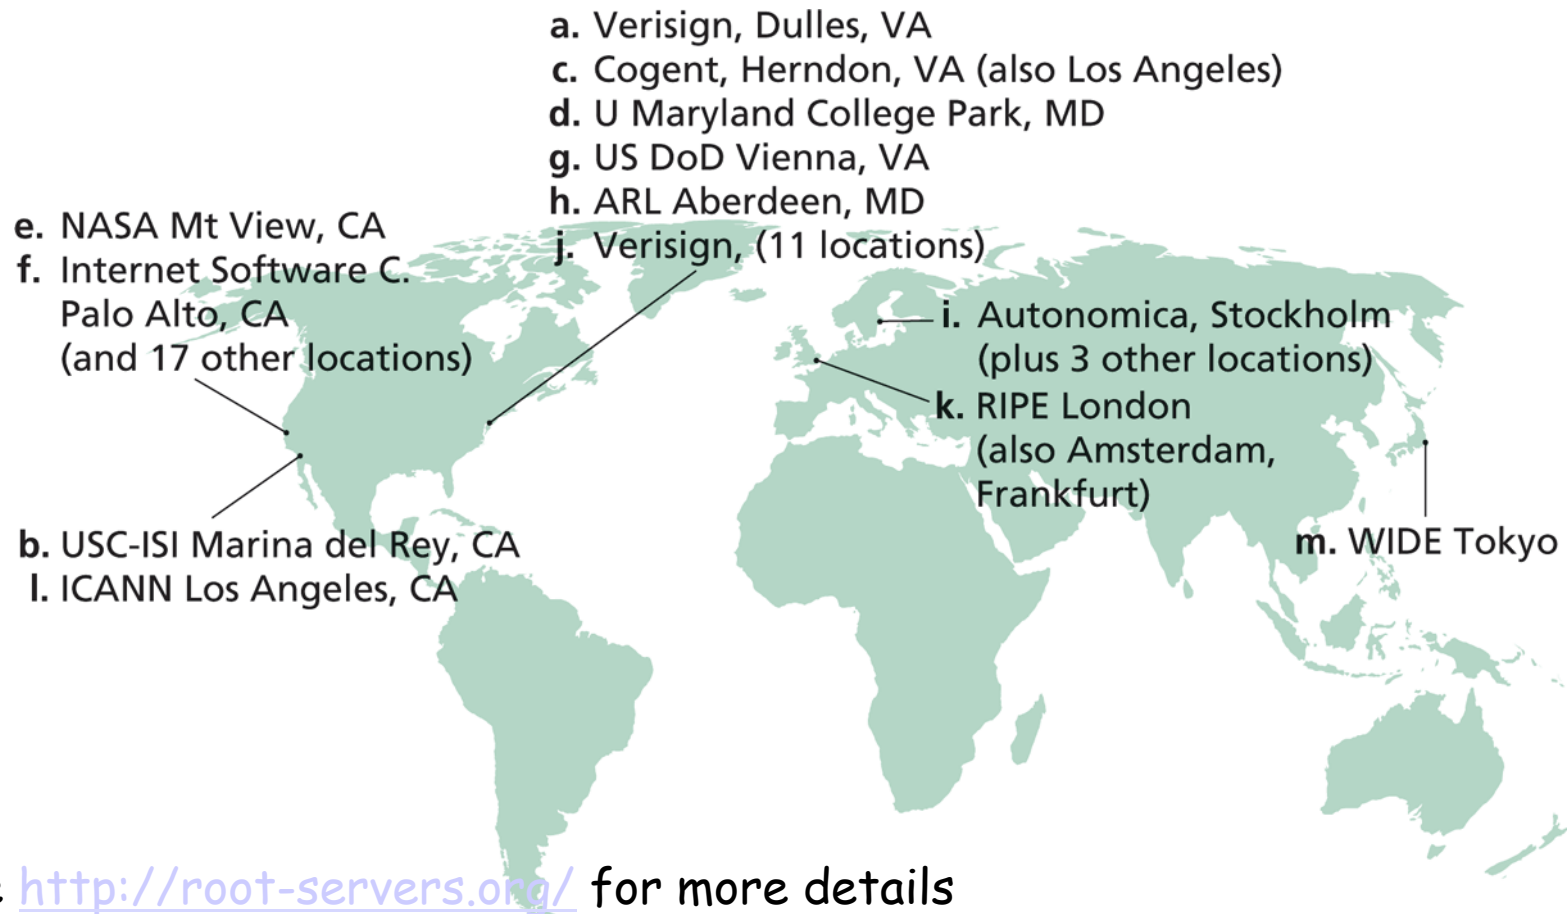 a. Verisign, Dulles, VA
c. Cogent, Herndon, VA (also Los Angeles)
d. U Maryland College Park, MD
g. US DoD Vienna, VA
h. ARL Aberdeen, MD
j. Verisign, (11 locations)
e. NASA Mt View, CA
f. Internet Software C.
Palo Alto, CA
(and 17 other locations)
i. Autonomica, Stockholm
(plus 3 other locations)
k. RIPE London
(also Amsterdam,
Frankfurt)
m. WIDE Tokyo
b. USC-ISI Marina del Rey, CA
l. ICANN Los Angeles, CA
http://root-servers.org/ for more details